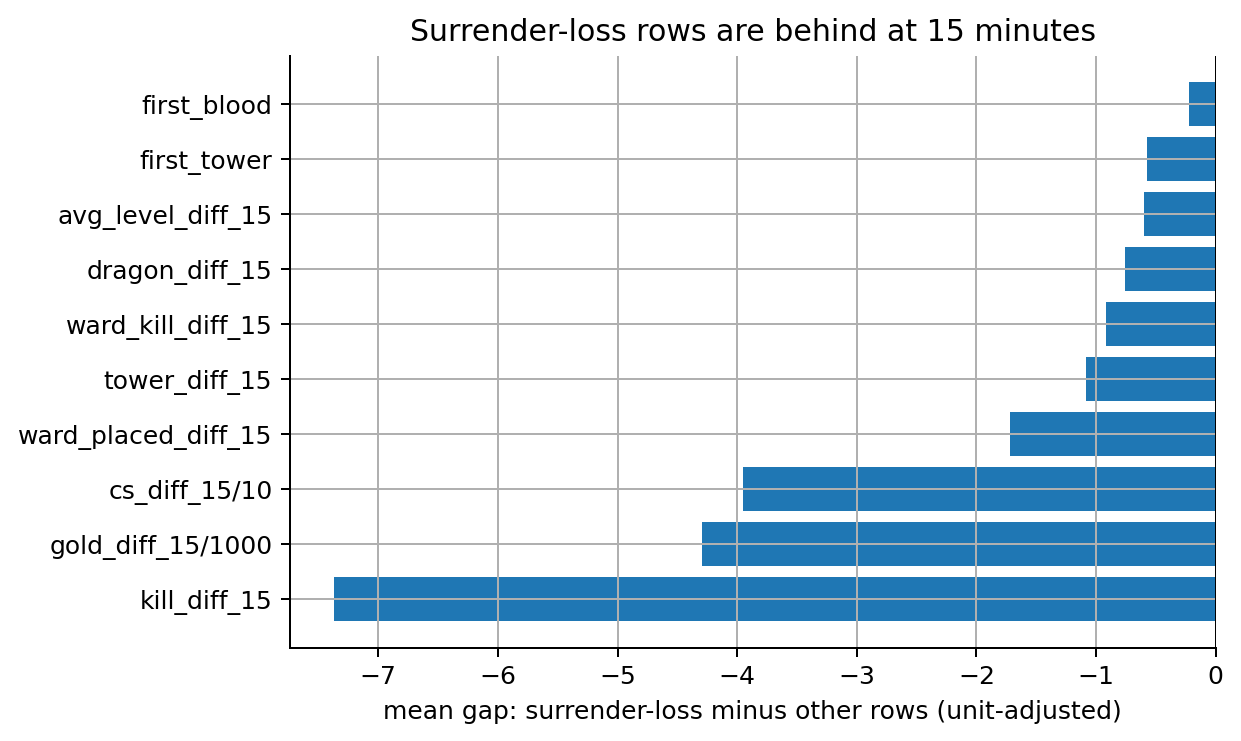 Surrender-loss rows are behind at 15 minutes
first_blood
first_tower
avg_level_diff_15
dragon_diff_15
ward_kill_diff_15
tower_diff_15
ward_placed_diff_15
cs_diff_15/10
gold_diff_15/1000
kill_diff_15
−7 −6 −5 −4 −3 −2 −1 0
mean gap: surrender-loss minus other rows (unit-adjusted)